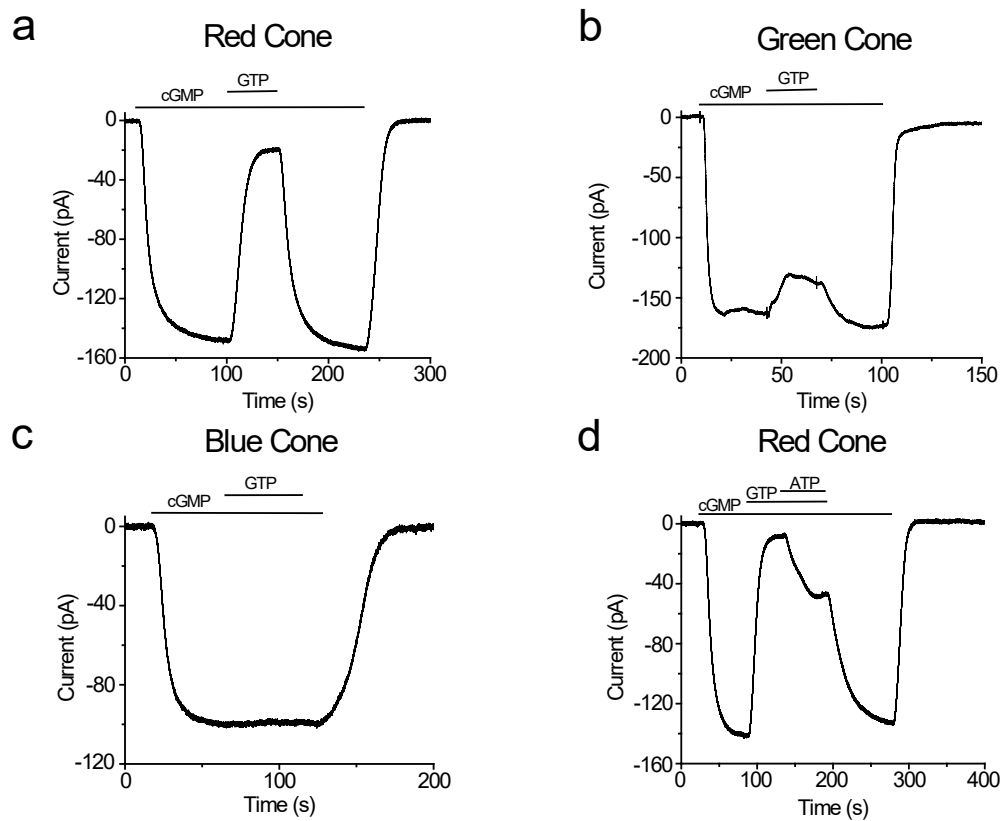 a
Red Cone
GTP
cGMP
0
-40
-80
-120
-160
Current (pA)
0 100 200 300
Time (s)
b
Green Cone
GTP
cGMP
0
-50
-100
-150
-200
Current (pA)
0 50 100 150
Time (s)
c
Blue Cone
GTP
cGMP
0
-40
-80
-120
Current (pA)
0 100 200
Time (s)
d
Red Cone
ATP
GTP
cGMP
0
-40
-80
-120
-160
Current (pA)
0 100 200 300 400
Time (s)